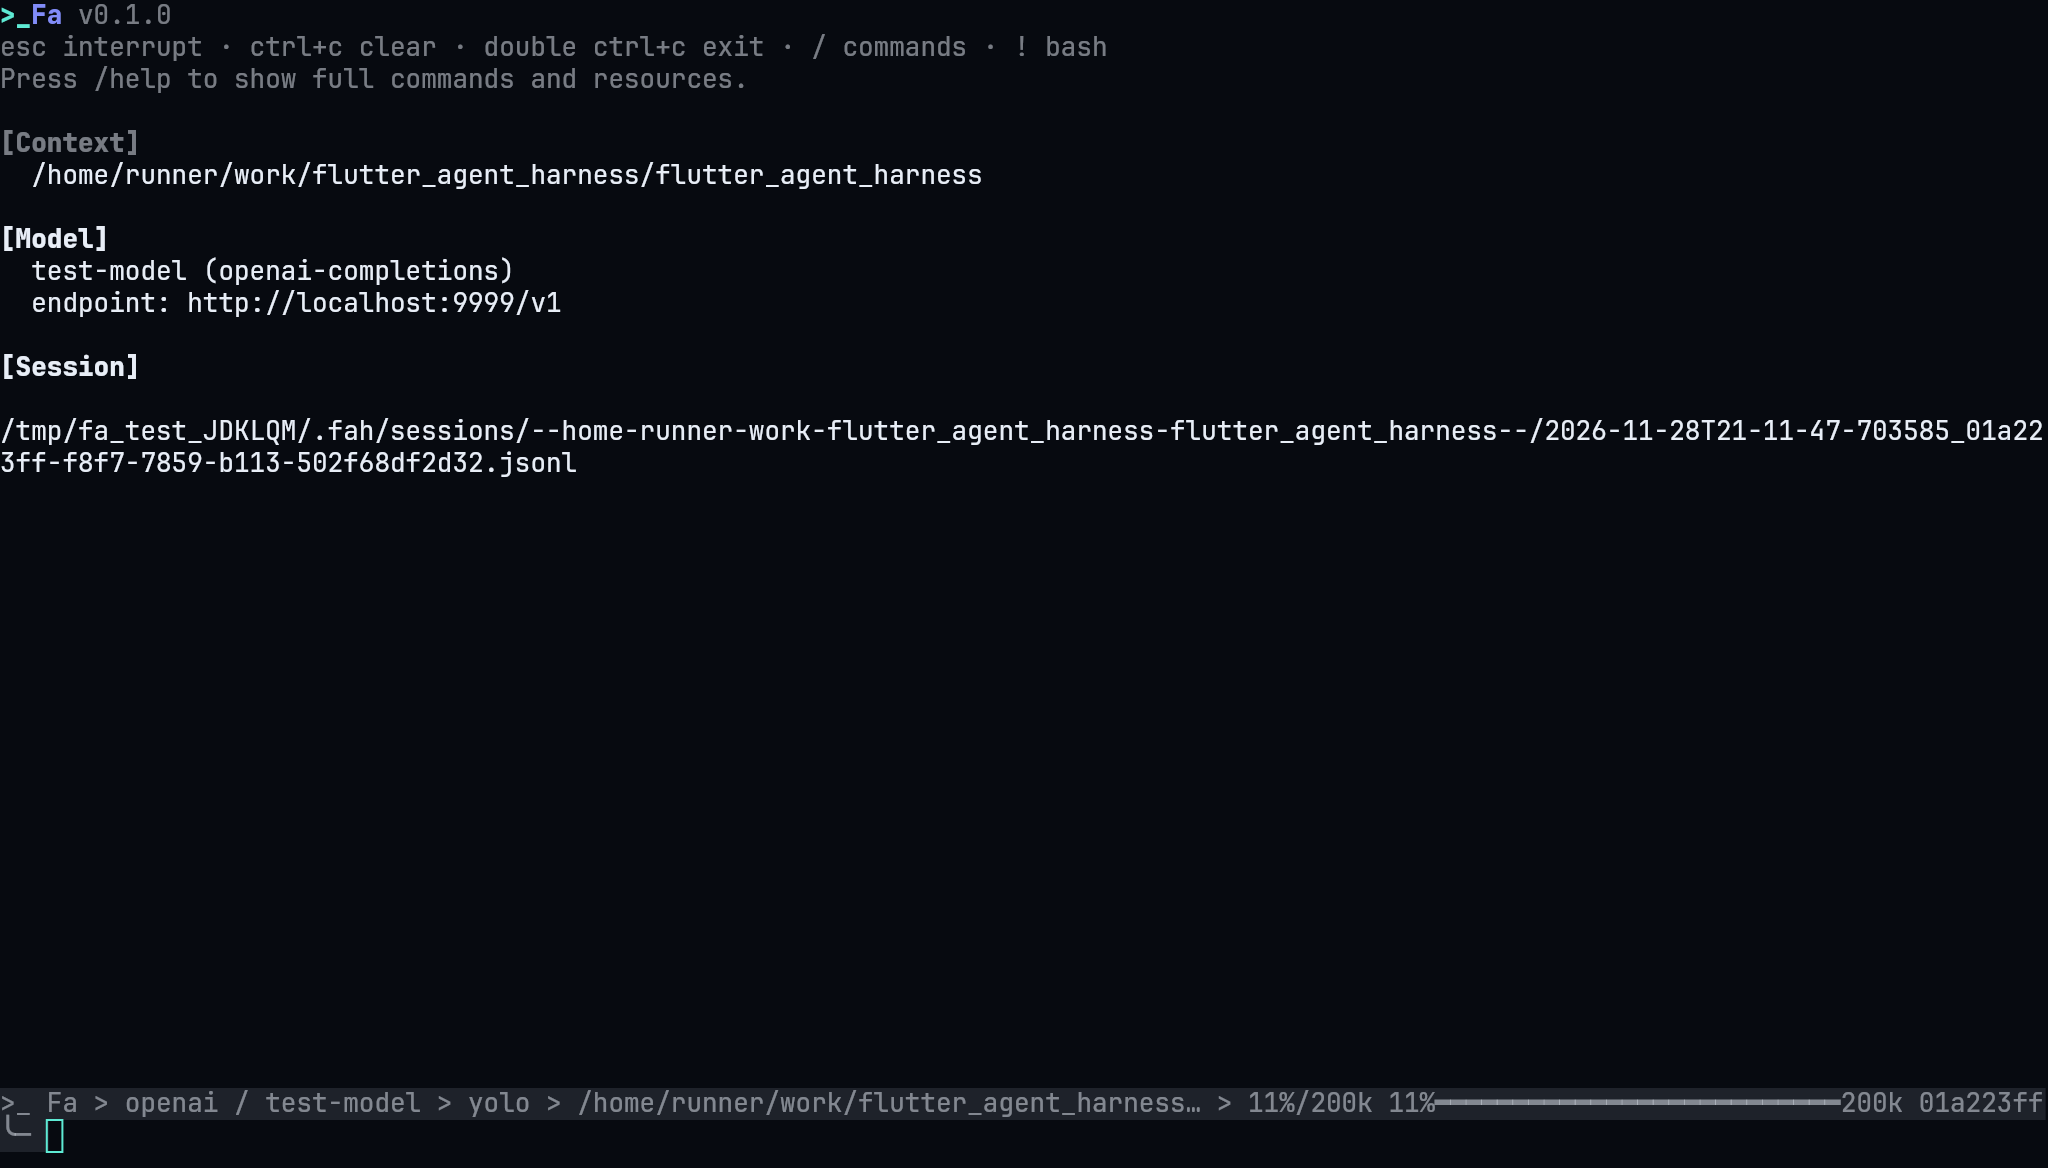 >_Fa v0.1.0
esc interrupt · ctrl+c clear · double ctrl+c exit · / commands · ! bash
Press /help to show full commands and resources.
[Context]
/home/runner/work/flutter_agent_harness/flutter_agent_harness
[Model]
test-model (openai-completions)
endpoint: http://localhost:9999/v1
[Session]
/tmp/fa_test_JDKLQM/.fah/sessions/--home-runner-work-flutter_agent_harness-flutter_agent_harness--/2026-11-28T21-11-47-703585_01a22
3ff-f8f7-7859-b113-502f68df2d32.jsonl
>_ Fa > openai / test-model > yolo > /home/runner/work/flutter_agent_harness… > 11%/200k 11%━━━━━━━━━━━━━━━━━━━━━━━━━━200k 01a223ff